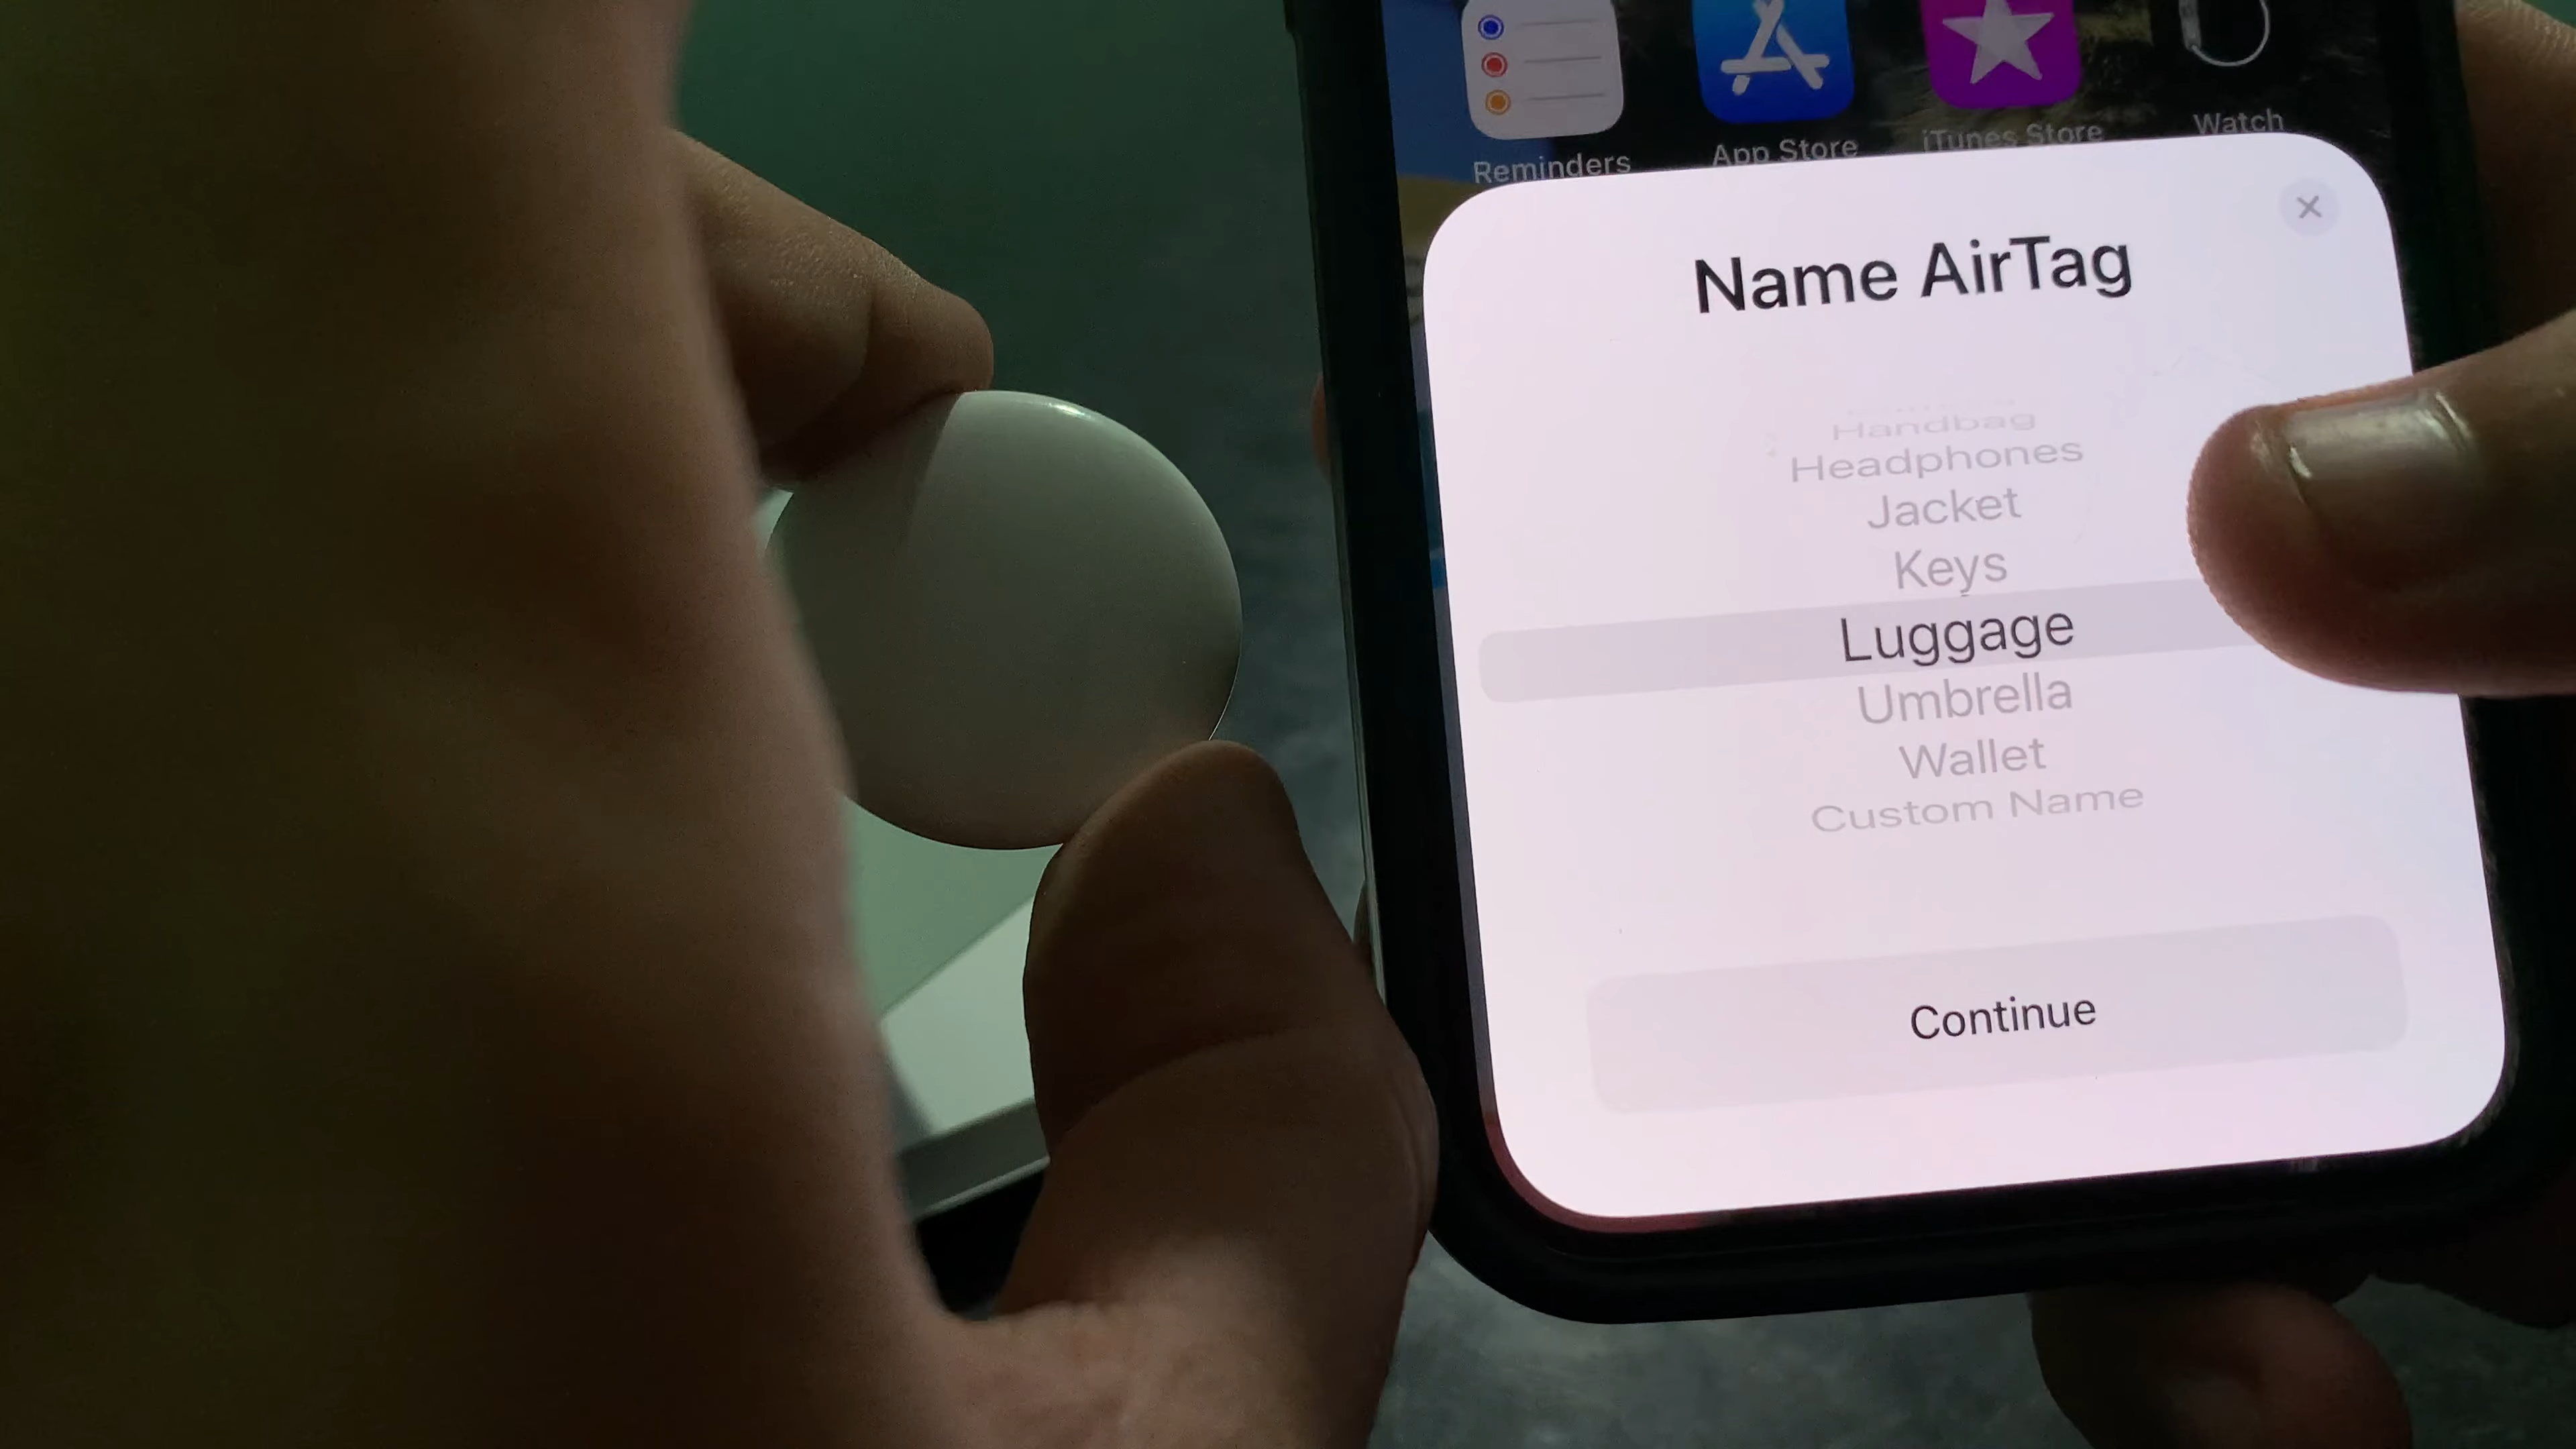 Reminders
App Store
iTunes Store
Watch
Name AirTag
Handbag
Headphones
Jacket
Keys
Luggage
Umbrella
Wallet
Custom Name
Continue